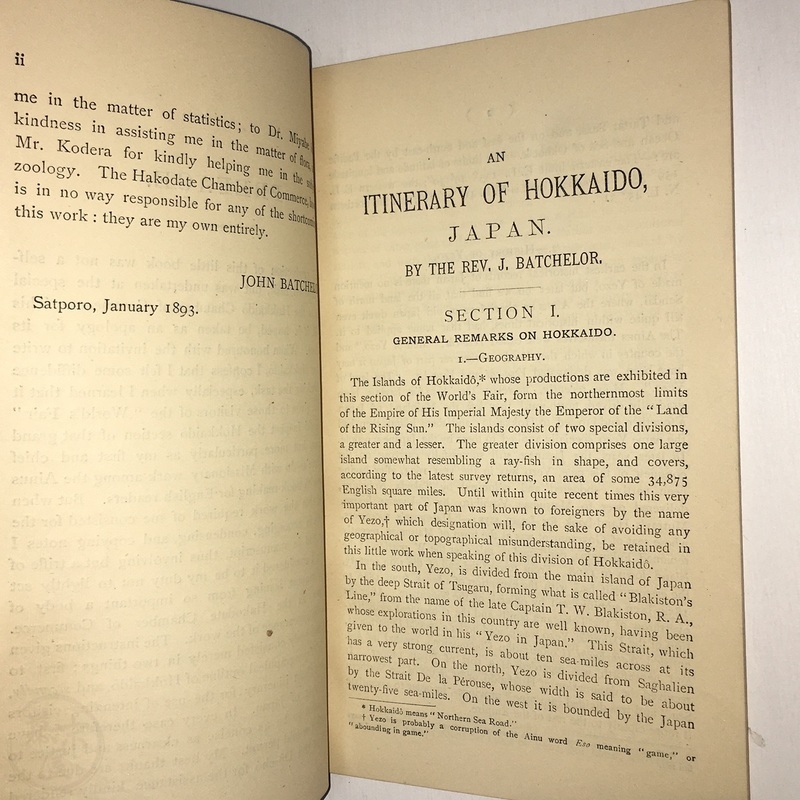 ii
me in the matter of statistics; to Dr. Miyabe
kindness in assisting me in the matter of flora,
Mr. Kodera for kindly helping me in the
zoology. The Hakodate Chamber of Commerce,
is in no way responsible for any of the
this work : they are my own entirely.
JOHN BATCHEL
Satporo, January 1893.
AN
ITINERARY OF HOKKAIDO,
JAPAN.
BY THE REV. J. BATCHELOR.
SECTION I.
GENERAL REMARKS ON HOKKAIDO.
1.—GEOGRAPHY.
The Islands of Hokkaidô,* whose productions are exhibited in
this section of the World's Fair, form the northernmost limits
of the Empire of His Imperial Majesty the Emperor of the “Land
of the Rising Sun.” The islands consist of two special divisions,
a greater and a lesser. The greater division comprises one large
island somewhat resembling a ray-fish in shape, and covers,
according to the latest survey returns, an area of some 34,875
English square miles. Until within quite recent times this very
important part of Japan was known to foreigners by the name
of Yezo,† which designation will, for the sake of avoiding any
geographical or topographical misunderstanding, be retained in
this little work when speaking of this division of Hokkaidô.
In the south, Yezo, is divided from the main island of Japan
by the deep Strait of Tsugaru, forming what is called “Blakiston's
Line,” from the name of the late Captain T. W. Blakiston, R. A.,
whose explorations in this country are well known, having been
given to the world in his “Yezo in Japan.” This Strait, which
has a very strong current, is about ten sea-miles across at its
narrowest part. On the north, Yezo is divided from Saghalien
by the Strait De la Pérouse, whose width is said to be about
twenty-five sea-miles. On the west it is bounded by the Japan
* Hokkaidô means “Northern Sea Road.”
† Yezo is probably a corruption of the Ainu word Eso meaning “game,” or
“abounding in game.”